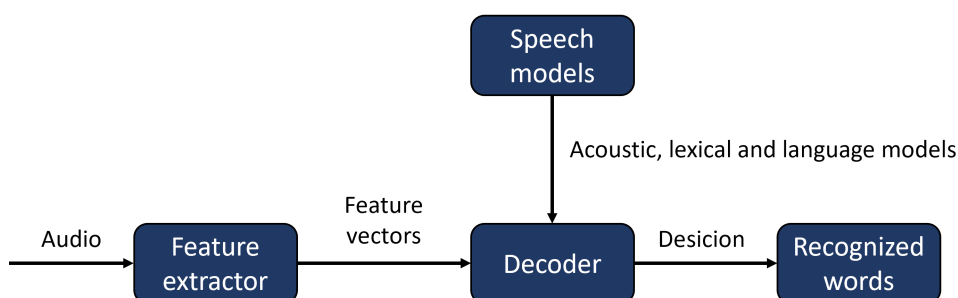 Speech
models
Acoustic, lexical and language models
Audio
Feature
extractor
Feature
vectors
Decoder
Desicion
Recognized
words